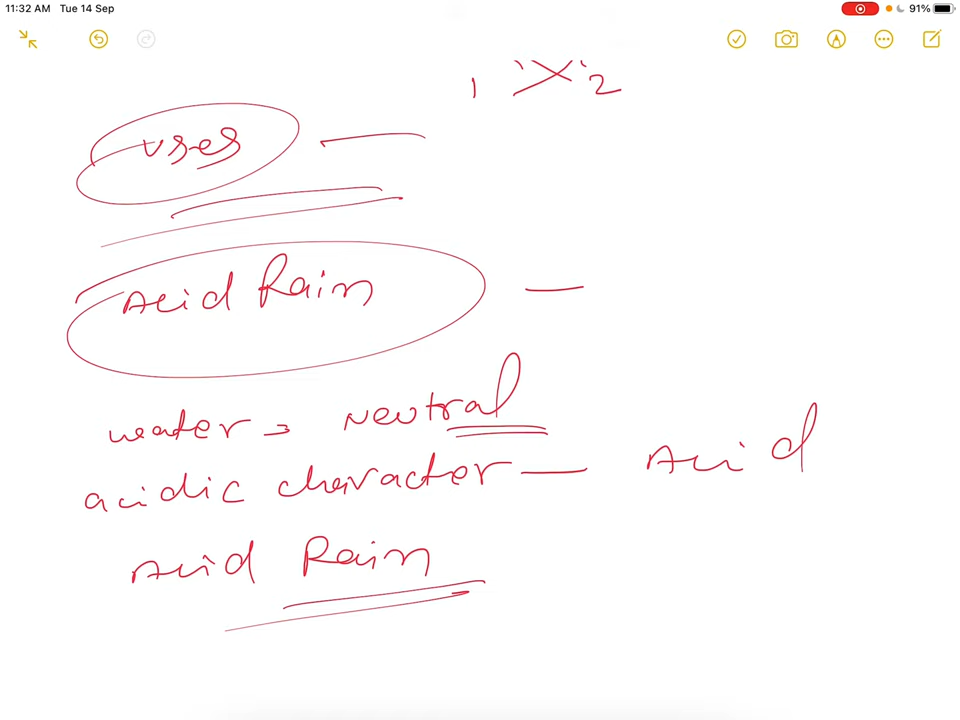 11:32 AM Tue 14 Sep 91%
1 X 2
uses —
Acid Rain —
water = Neutral
acidic character — Acid
Acid Rain